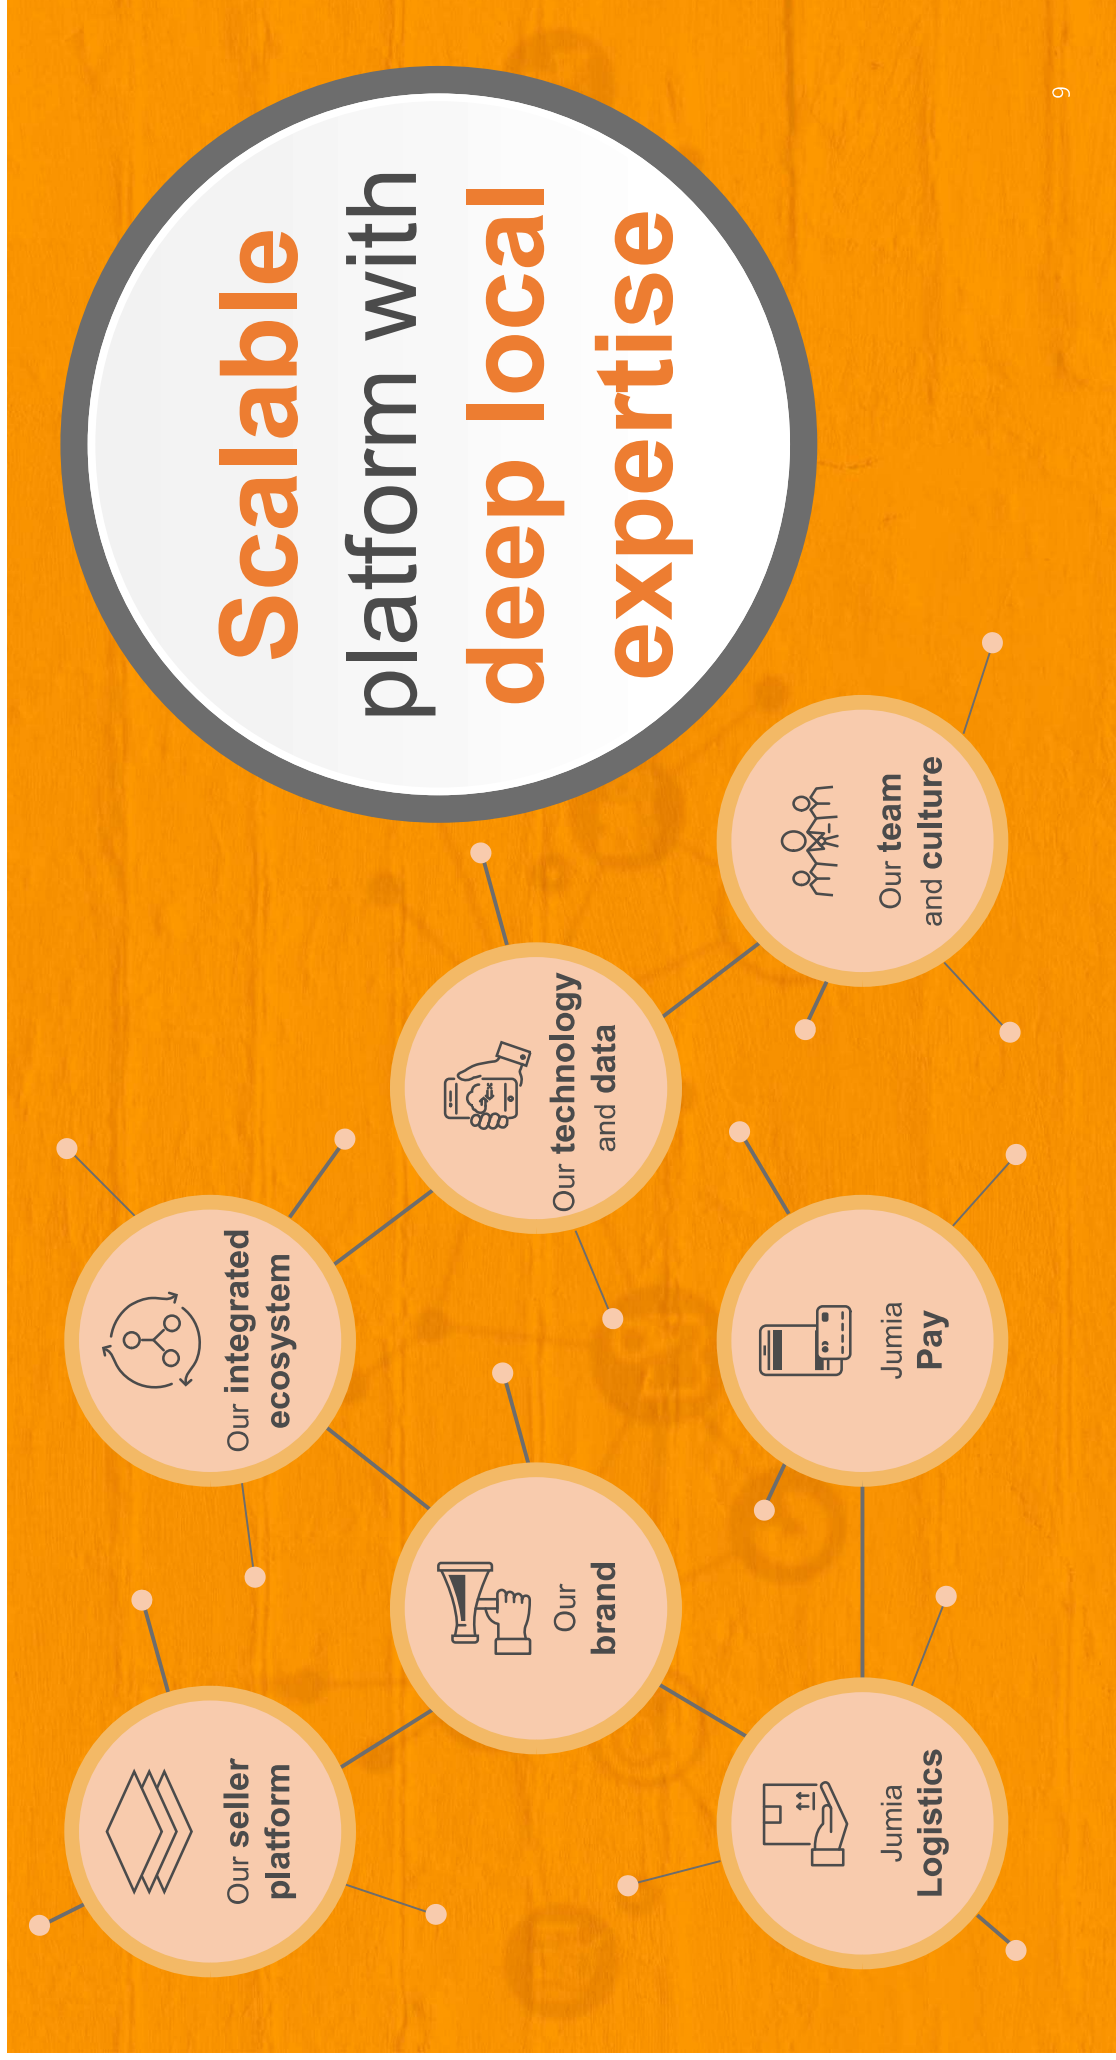 Our seller
platform
Our
brand
Our integrated
ecosystem
Our technology
and data
Jumia
Logistics
Jumia
Pay
Our team
and culture
Scalable
platform with
deep local
expertise
9